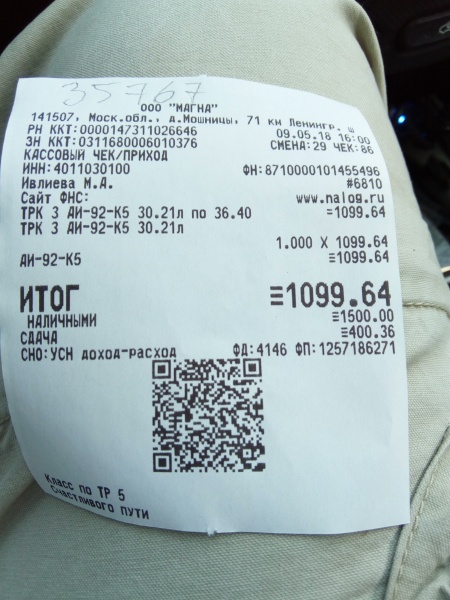 35767
ООО "МАГНА"
141507, Моск.обл., д.Мошницы, 71 км Ленингр. ш
РН ККТ:0000147311026646 09.05.18 16:00
ЗН ККТ:0311680006010376 СМЕНА:29 ЧЕК:86
КАССОВЫЙ ЧЕК/ПРИХОД
ИНН:4011030100 ФН:8710000101455496
Ивлиева М.А. #6810
Сайт ФНС: www.nalog.ru
ТРК 3 АИ-92-К5 30.21л по 36.40 =1099.64
ТРК 3 АИ-92-К5 30.21л
1.000 X 1099.64
АИ-92-К5 =1099.64
ИТОГ =1099.64
НАЛИЧНЫМИ =1500.00
СДАЧА =400.36
СНО:УСН доход-расход ФД:4146 ФП:1257186271
Класс по ТР 5
Счастливого ПУТИ